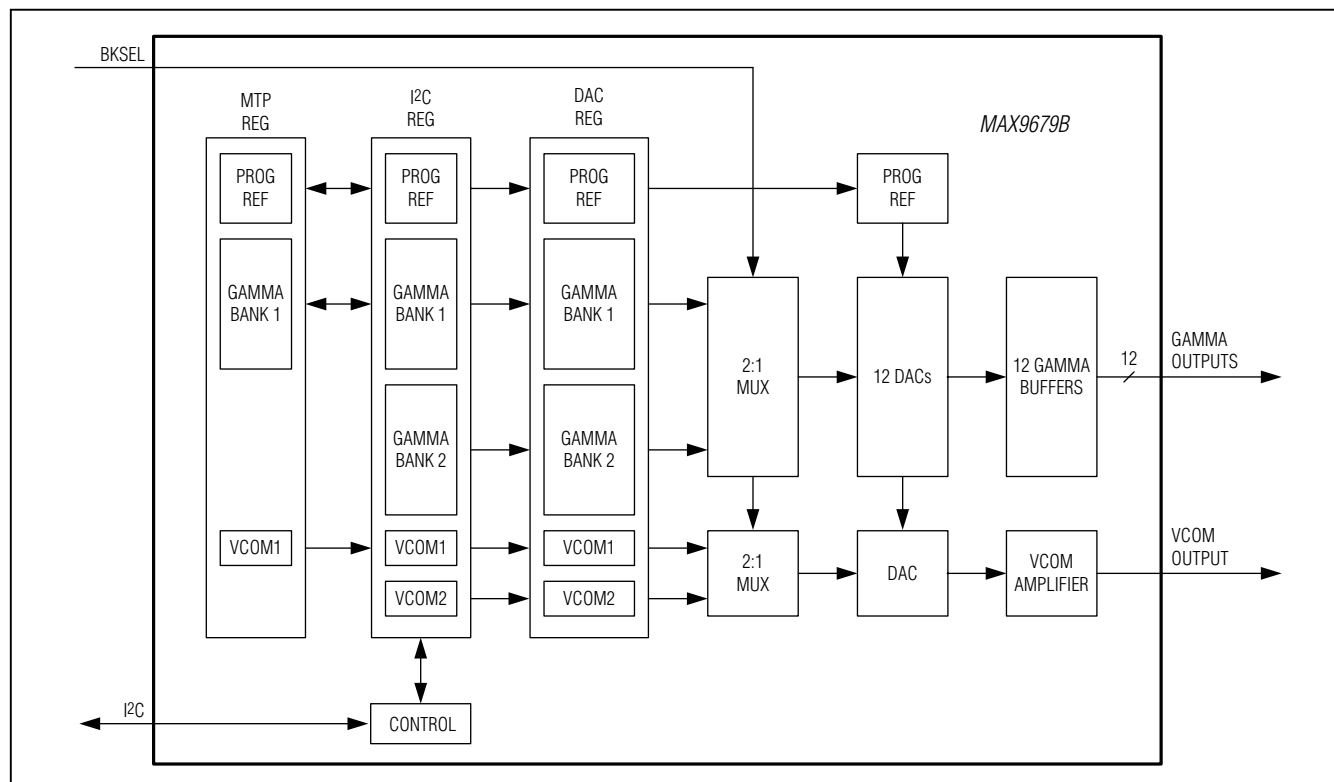 BKSEL
MTP
REG
I²C
REG
DAC
REG
MAX9679B
PROG
REF
PROG
REF
PROG
REF
PROG
REF
GAMMA
BANK 1
GAMMA
BANK 1
GAMMA
BANK 1
2:1
MUX
12 DACs
12 GAMMA
BUFFERS
12
GAMMA
OUTPUTS
GAMMA
BANK 2
GAMMA
BANK 2
VCOM1
VCOM1
VCOM1
VCOM2
VCOM2
2:1
MUX
DAC
VCOM
AMPLIFIER
VCOM
OUTPUT
I²C
CONTROL